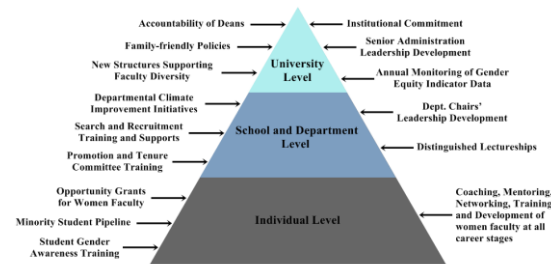 Accountability of Deans
Institutional Commitment
Family-friendly Policies
Senior Administration
Leadership Development
New Structures Supporting
Faculty Diversity
University
Level
Annual Monitoring of Gender
Equity Indicator Data
Departmental Climate
Improvement Initiatives
Dept. Chairs'
Leadership Development
Search and Recruitment
Training and Supports
School and Department
Level
Distinguished Lectureships
Promotion and Tenure
Committee Training
Opportunity Grants
for Women Faculty
Minority Student Pipeline
Student Gender
Awareness Training
Individual Level
Coaching, Mentoring,
Networking, Training
and Development of
women faculty at all
career stages